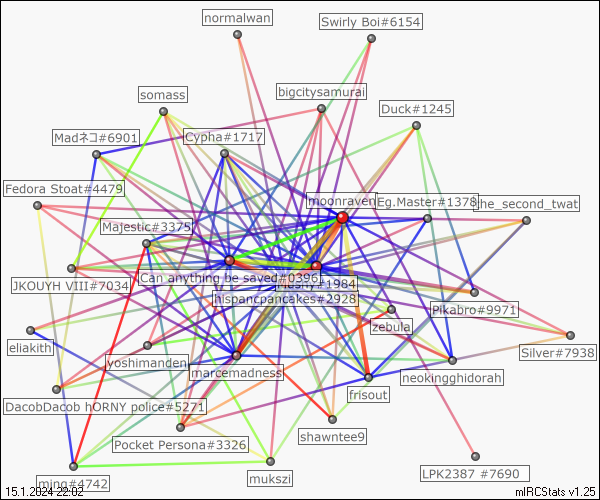 normalwan
Swirly Boi#6154
bigcitysamurai
somass
Duck#1245
Madネコ#6901
Cypha#1717
Fedora Stoat#4479
moonraven
Eg.Master#1378
the_second_twat
Majestic#3375
JKOUYH VIII#7034
Can anything be saved#0396
#1984
hispancpancakes#2928
Pikabro#9971
zebula
eliakith
yoshimanden
marcemadness
neokingghidorah
Silver#7938
frisout
DacobDacob hORNY police#5271
Pocket Persona#3326
shawntee9
ming#4742
mukszi
LPK2387 #7690
15.1.2024 22:02
mIRCStats v1.25